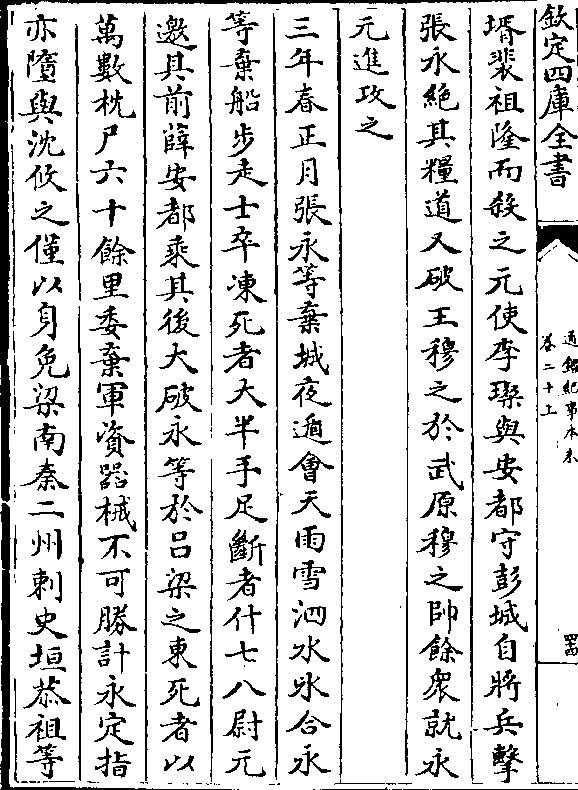 欽定四庫全書
通鑑紀事本末
卷二十上
罒
壻裴祖隆而殺之元使李璨與安都守彭城自將兵擊
張永絶其糧道又破王穆之於武原穆之帥餘衆就永
元進攻之
三年春正月張永等棄城夜遁會天雨雪泗水氷合永
等棄船步走士卒凍死者大半手足斷者什七八尉元
邀其前薛安都乘其後大破永等於吕梁之東死者以
萬數枕尸六十餘里委棄軍資器械不可勝計永定指
亦墮與沈攸之僅以身免梁南秦二州刺史垣恭祖等